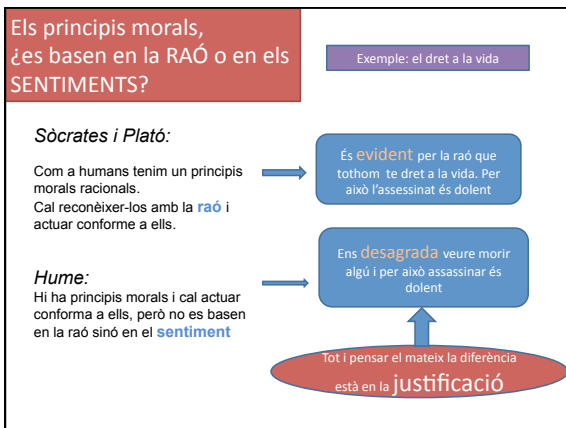 Els principis morals,
¿es basen en la RAÓ o en els
SENTIMENTS?
Exemple: el dret a la vida
Sòcrates i Plató:
Com a humans tenim un principis
morals racionals.
Cal reconèixer-los amb la raó i
actuar conforme a ells.
És evident per la raó que
tothom te dret a la vida. Per
això l'assessinat és dolent
Hume:
Hi ha principis morals i cal actuar
conforma a ells, però no es basen
en la raó sinó en el sentiment
Ens desagrada veure morir
algú i per això assassinar és
dolent
Tot i pensar el mateix la diferència
està en la justificació